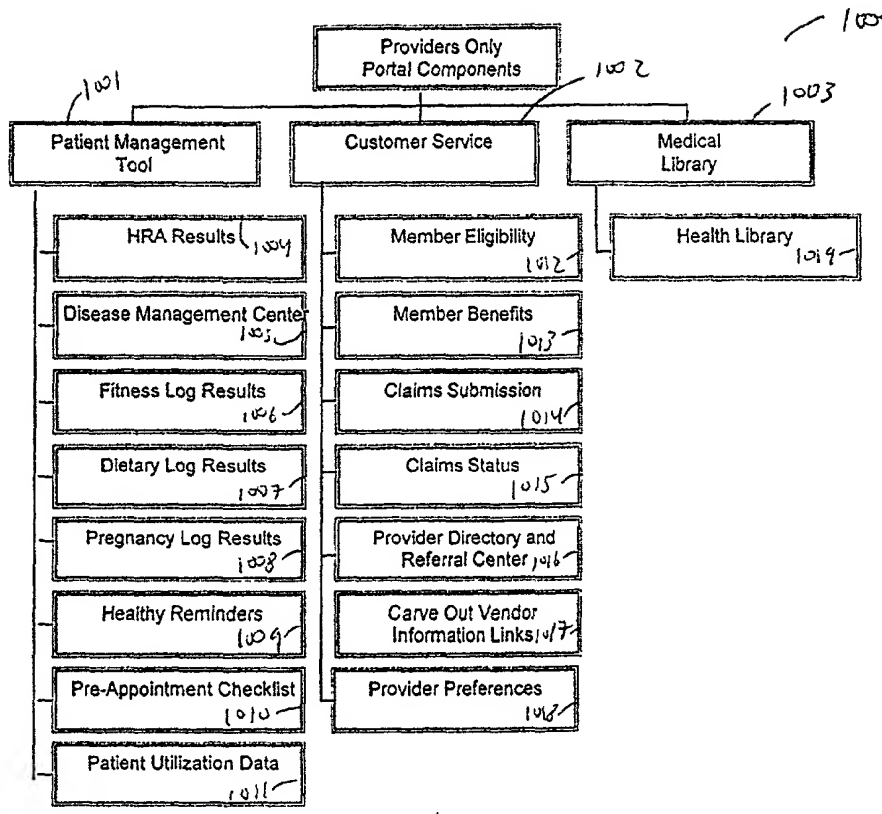 Providers Only
Portal Components
1001
1002
1003
Patient Management
Tool
Customer Service
Medical
Library
HRA Results
1004
Member Eligibility
1012
Health Library
1019
Disease Management Center
1005
Member Benefits
1013
Fitness Log Results
1006
Claims Submission
1014
Dietary Log Results
1007
Claims Status
1015
Pregnancy Log Results
1008
Provider Directory and
Referral Center 1016
Healthy Reminders
1009
Carve Out Vendor
Information Links 1017
Pre-Appointment Checklist
1010
Provider Preferences
1018
Patient Utilization Data
1011